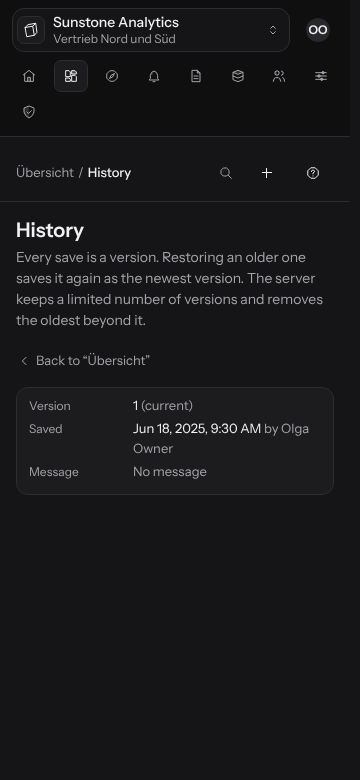 Sunstone Analytics
Vertrieb Nord und Süd
OO
Übersicht / History
History
Every save is a version. Restoring an older one
saves it again as the newest version. The server
keeps a limited number of versions and removes
the oldest beyond it.
Back to “Übersicht”
Version 1 (current)
Saved Jun 18, 2025, 9:30 AM by Olga
Owner
Message No message